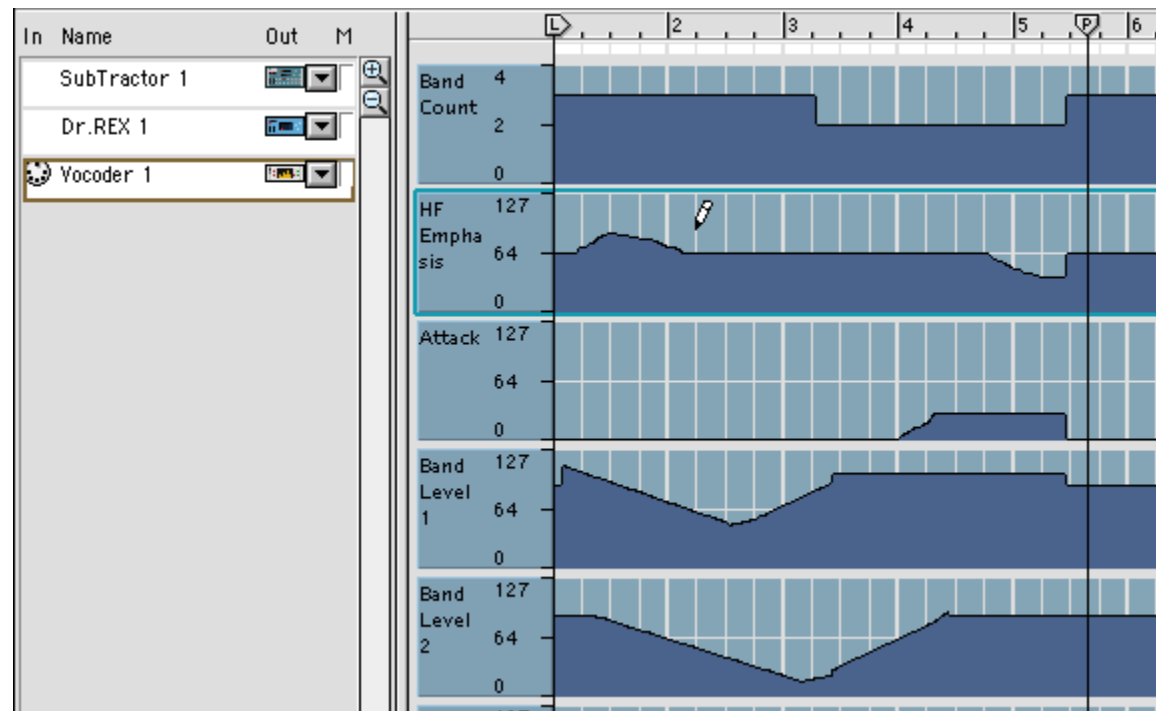 In Name Out M
SubTractor 1
Dr.REX 1
Vocoder 1
L 2 3 4 5 P 6
Band 4
Count
2
0
HF 127
Empha
sis 64
0
Attack 127
64
0
Band 127
Level
1 64
0
Band 127
Level
2 64
0